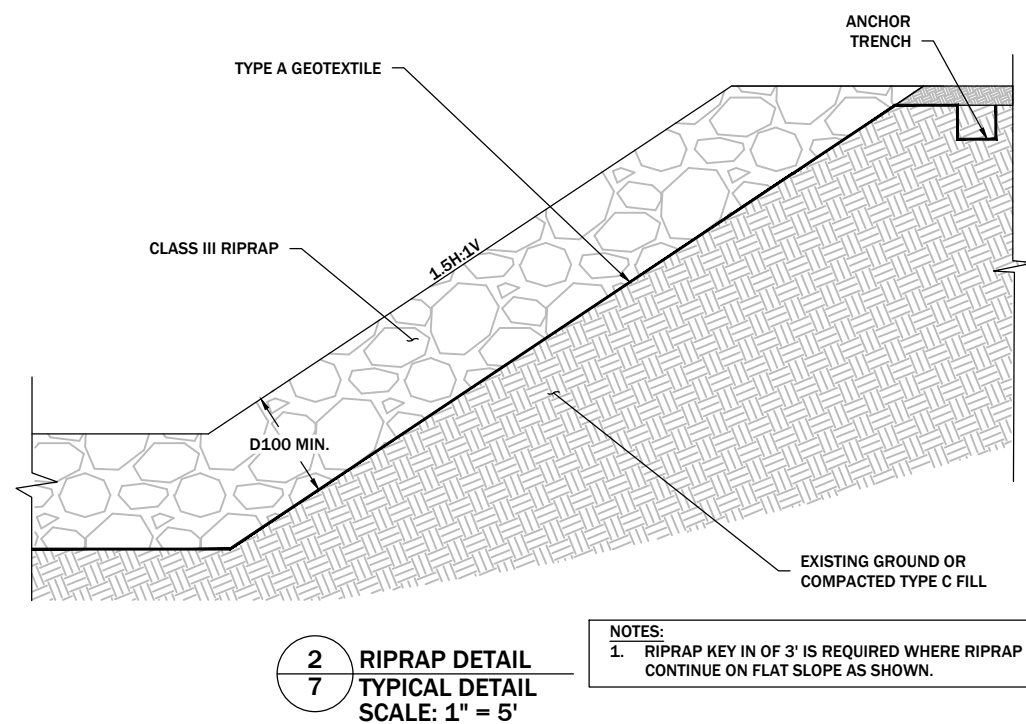 ANCHOR
TRENCH
TYPE A GEOTEXTILE
CLASS III RIPRAP
1.5H:1V
D100 MIN.
EXISTING GROUND OR
COMPACTED TYPE C FILL
2
7
RIPRAP DETAIL
TYPICAL DETAIL
SCALE: 1" = 5'
NOTES:
1. RIPRAP KEY IN OF 3' IS REQUIRED WHERE RIPRAP
CONTINUE ON FLAT SLOPE AS SHOWN.